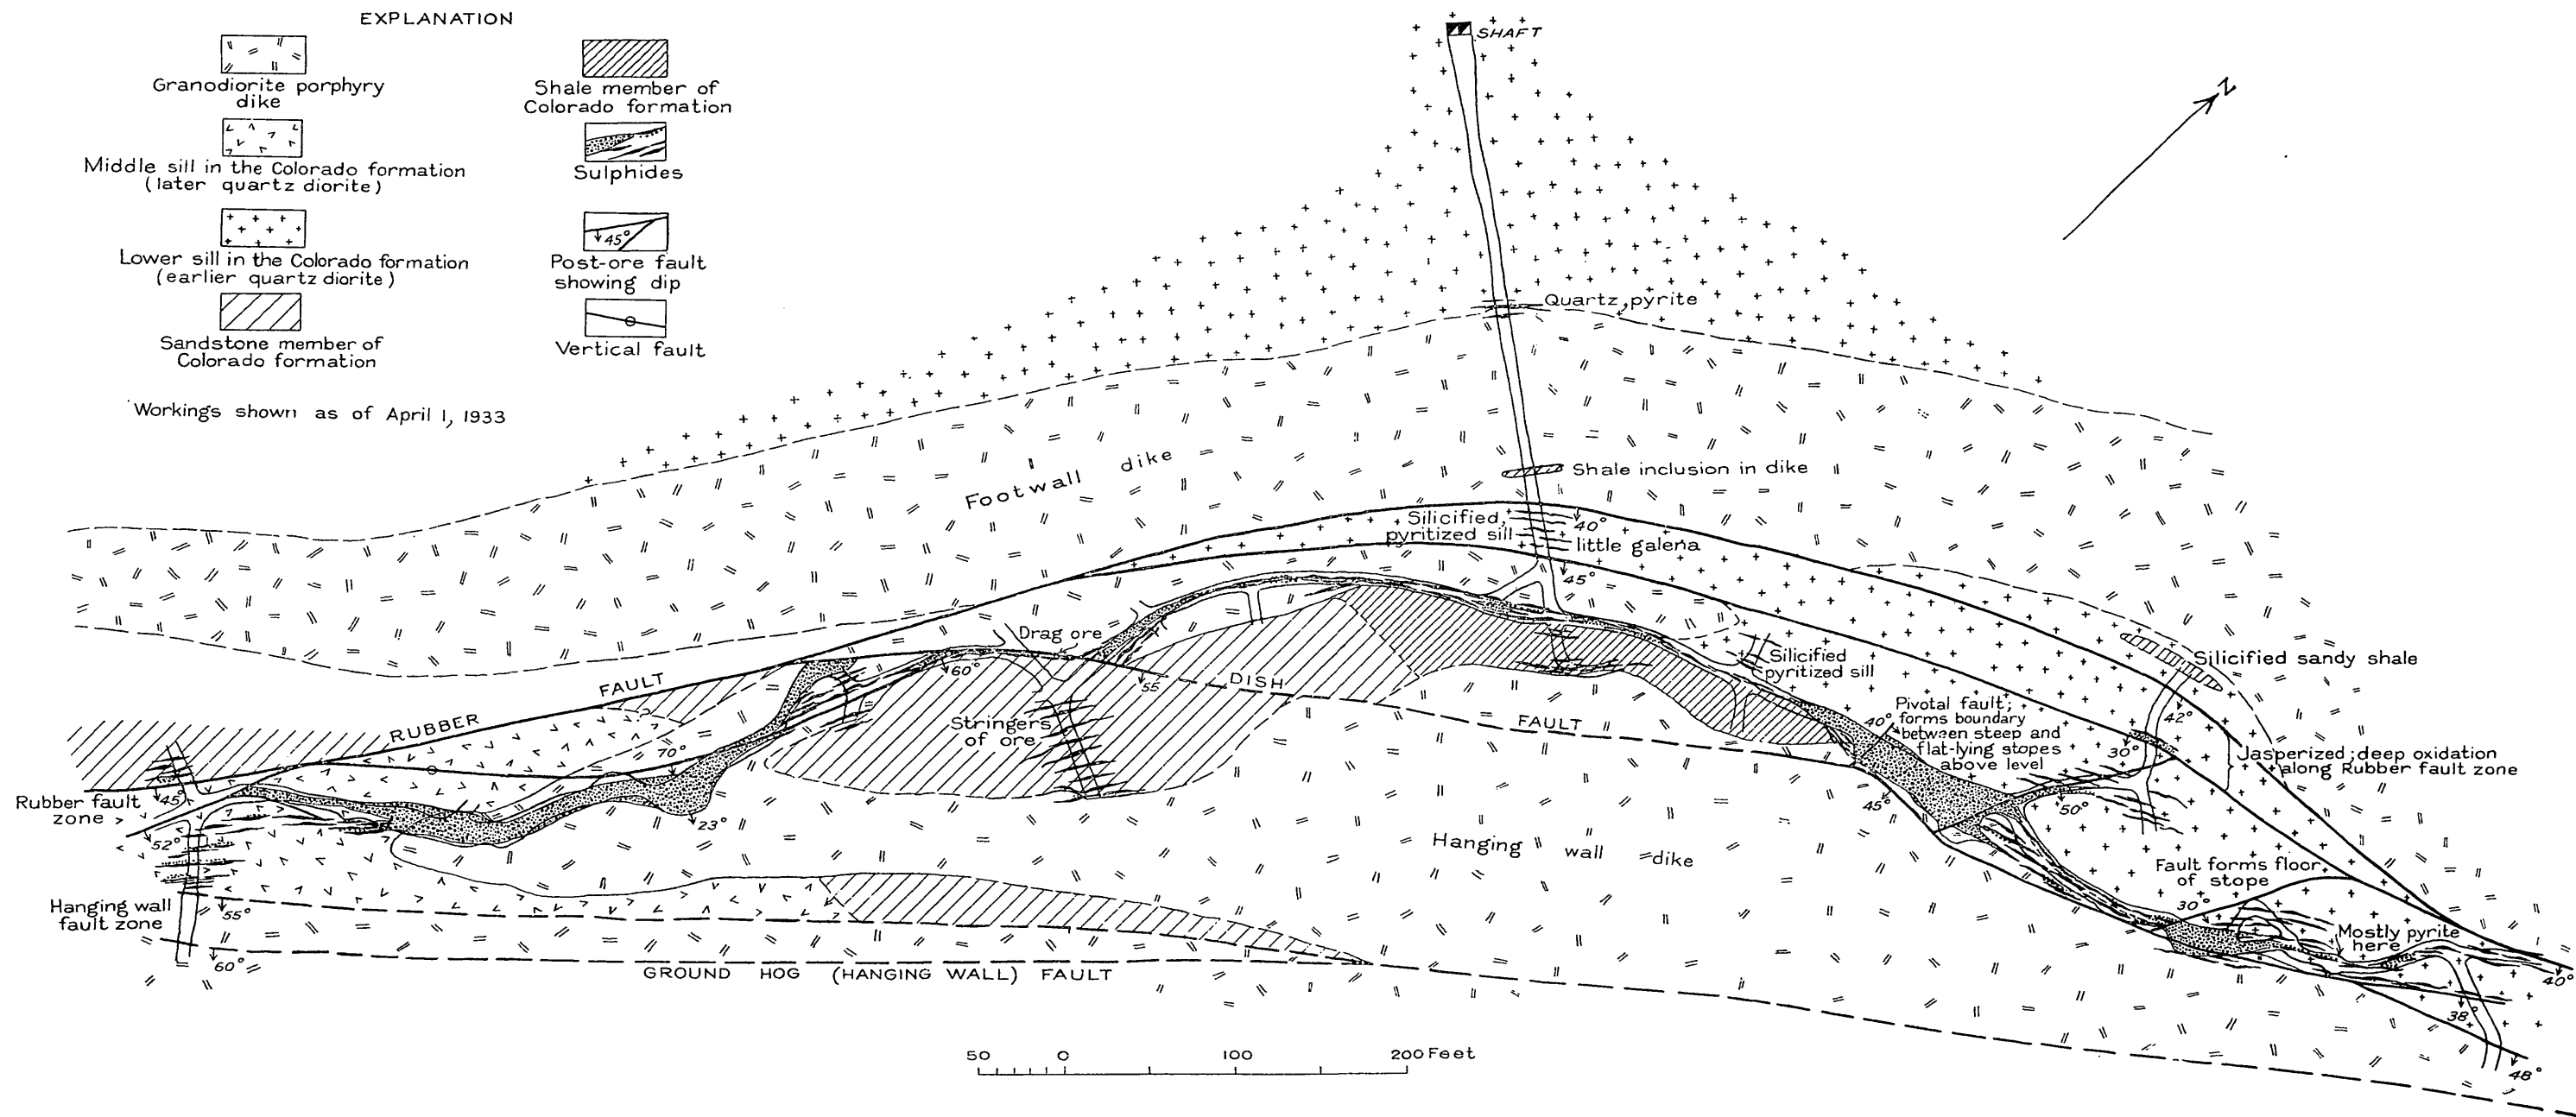 EXPLANATION
Granodiorite porphyry
dike
Middle sill in the Colorado formation
(later quartz diorite)
Lower sill in the Colorado formation
(earlier quartz diorite)
Sandstone member of
Colorado formation
Shale member of
Colorado formation
Sulphides
45°
Post-ore fault
showing dip
Vertical fault
Workings shown as of April 1, 1933
SHAFT
N
Quartz, pyrite
Footwall dike
Shale inclusion in dike
Silicified,
pyritized sill
40°
little galena
45°
Drag ore
60°
55
DISH
FAULT
Stringers
of ore
Silicified
pyritized sill
Silicified sandy shale
Pivotal fault;
forms boundary
between steep and
flat-lying stopes
above level
40°
42°
30°
Jasperized; deep oxidation
along Rubber fault zone
RUBBER FAULT
70°
23°
Rubber fault
zone
45°
52°
Hanging wall
fault zone
55°
60°
45°
50°
Hanging wall dike
Fault forms floor
of stope
30°
Mostly pyrite
here
40°
38°
48°
GROUND HOG (HANGING WALL) FAULT
50 0 100 200 Feet